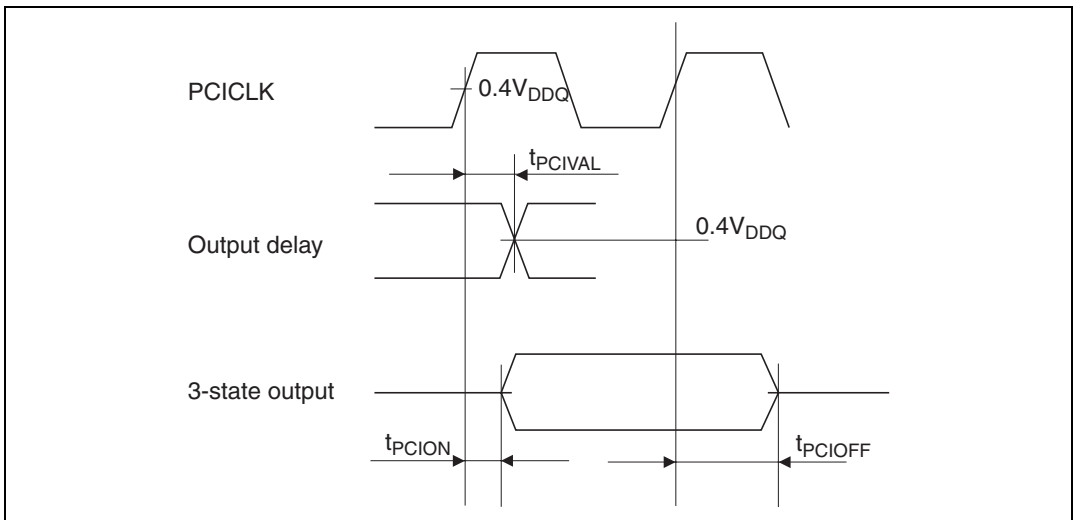 PCICLK
0.4VDDQ
tPCIVAL
Output delay
0.4VDDQ
3-state output
tPCION
tPCIOFF